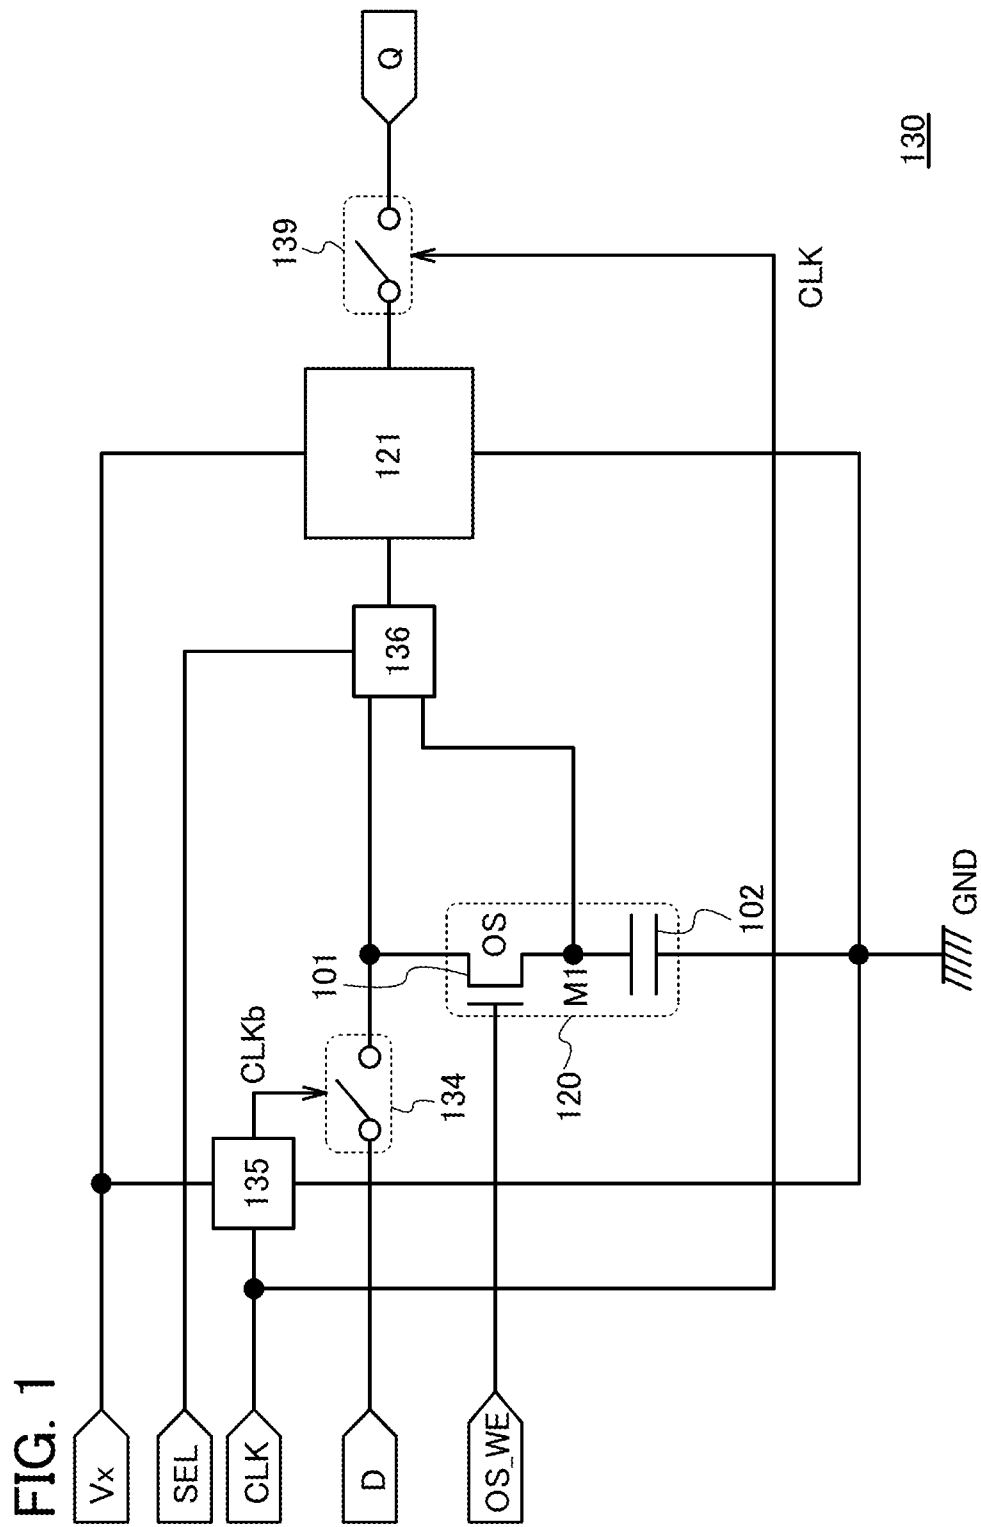 FIG. 1
Vx
SEL
CLK
D
OS_WE
135
CLKb
134
101
OS
M1
120
102
GND
136
121
139
Q
CLK
130